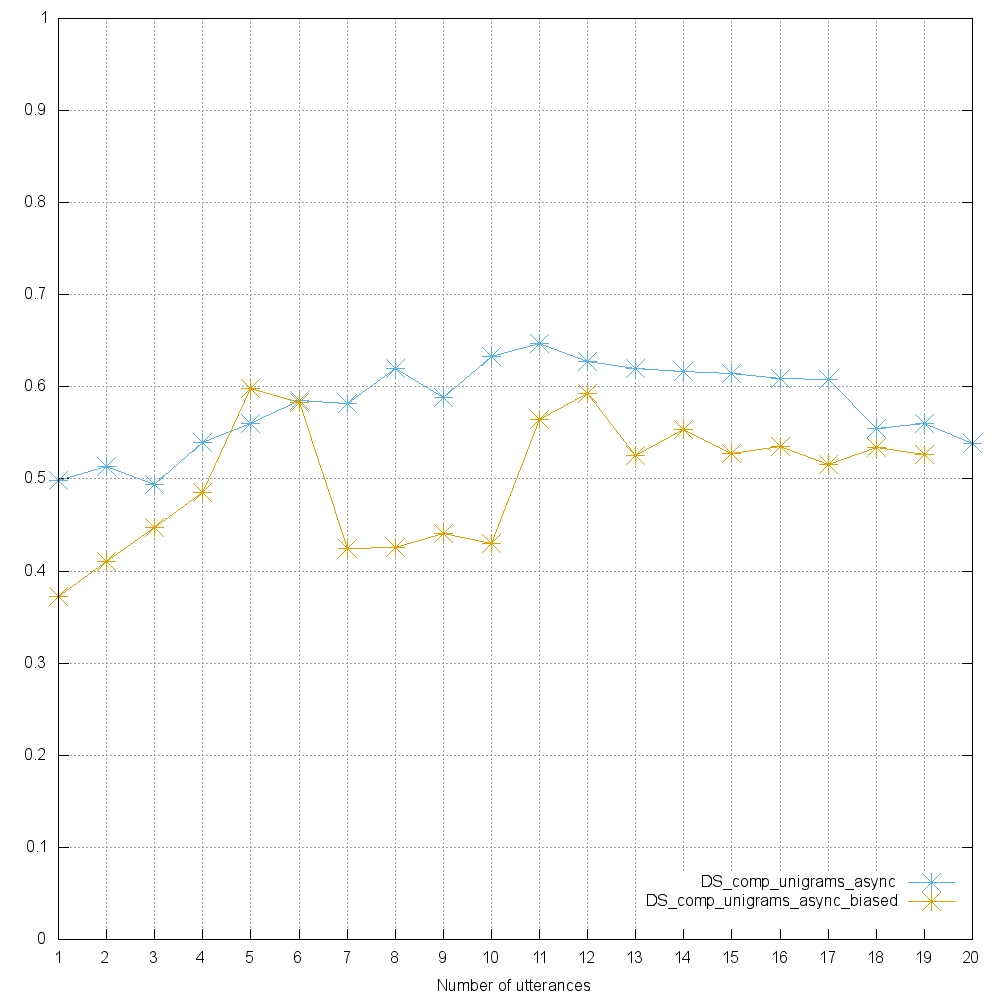 1
0.9
0.8
0.7
0.6
0.5
0.4
0.3
0.2
0.1
0
DS_comp_unigrams_async
DS_comp_unigrams_async_biased
1 2 3 4 5 6 7 8 9 10 11 12 13 14 15 16 17 18 19 20
Number of utterances